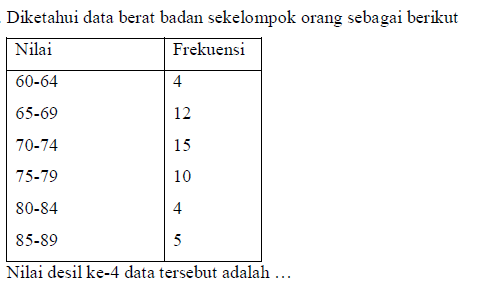 . Diketahui data berat badan sekelompok orang sebagai berikut
Nilai Frekuensi
60-64 4
65-69 12
70-74 15
75-79 10
80-84 4
85-89 5
Nilai desil ke-4 data tersebut adalah …